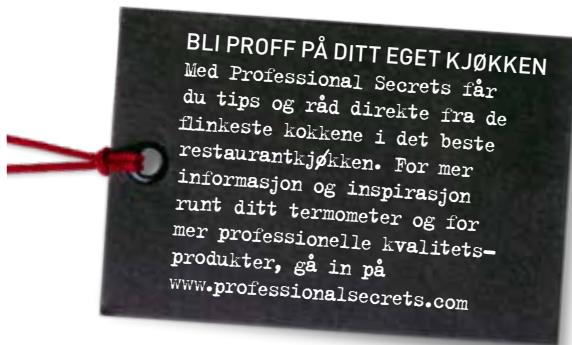 BLI PROFF PÅ DITT EGET KJØKKEN
Med Professional Secrets får
du tips og råd direkte fra de
flinkeste kokkene i det beste
restaurantkjøkken. For mer
informasjon og inspirasjon
runt ditt termometer og for
mer professionelle kvalitets-
produkter, gå in på
www.professionalsecrets.com